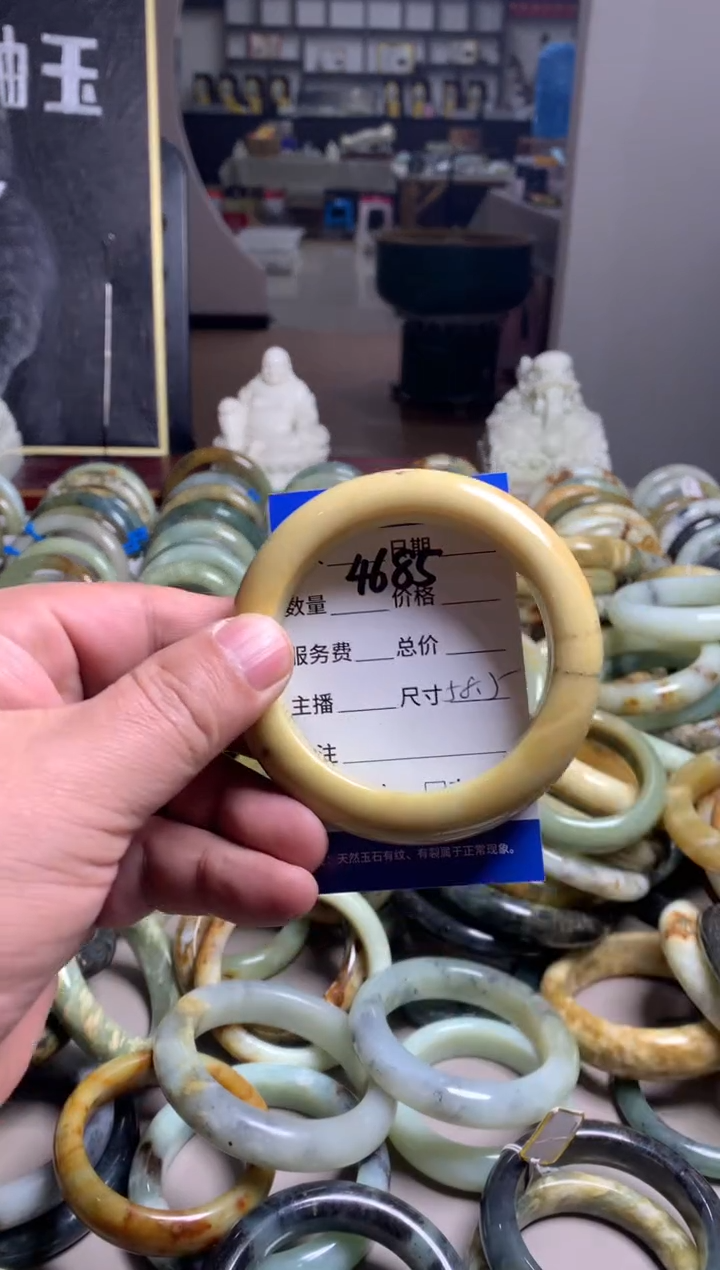 岫玉
日期
4685
数量 价格
服务费 总价
主播 尺寸 58.5
注
天然玉石有纹、有裂属于正常现象。